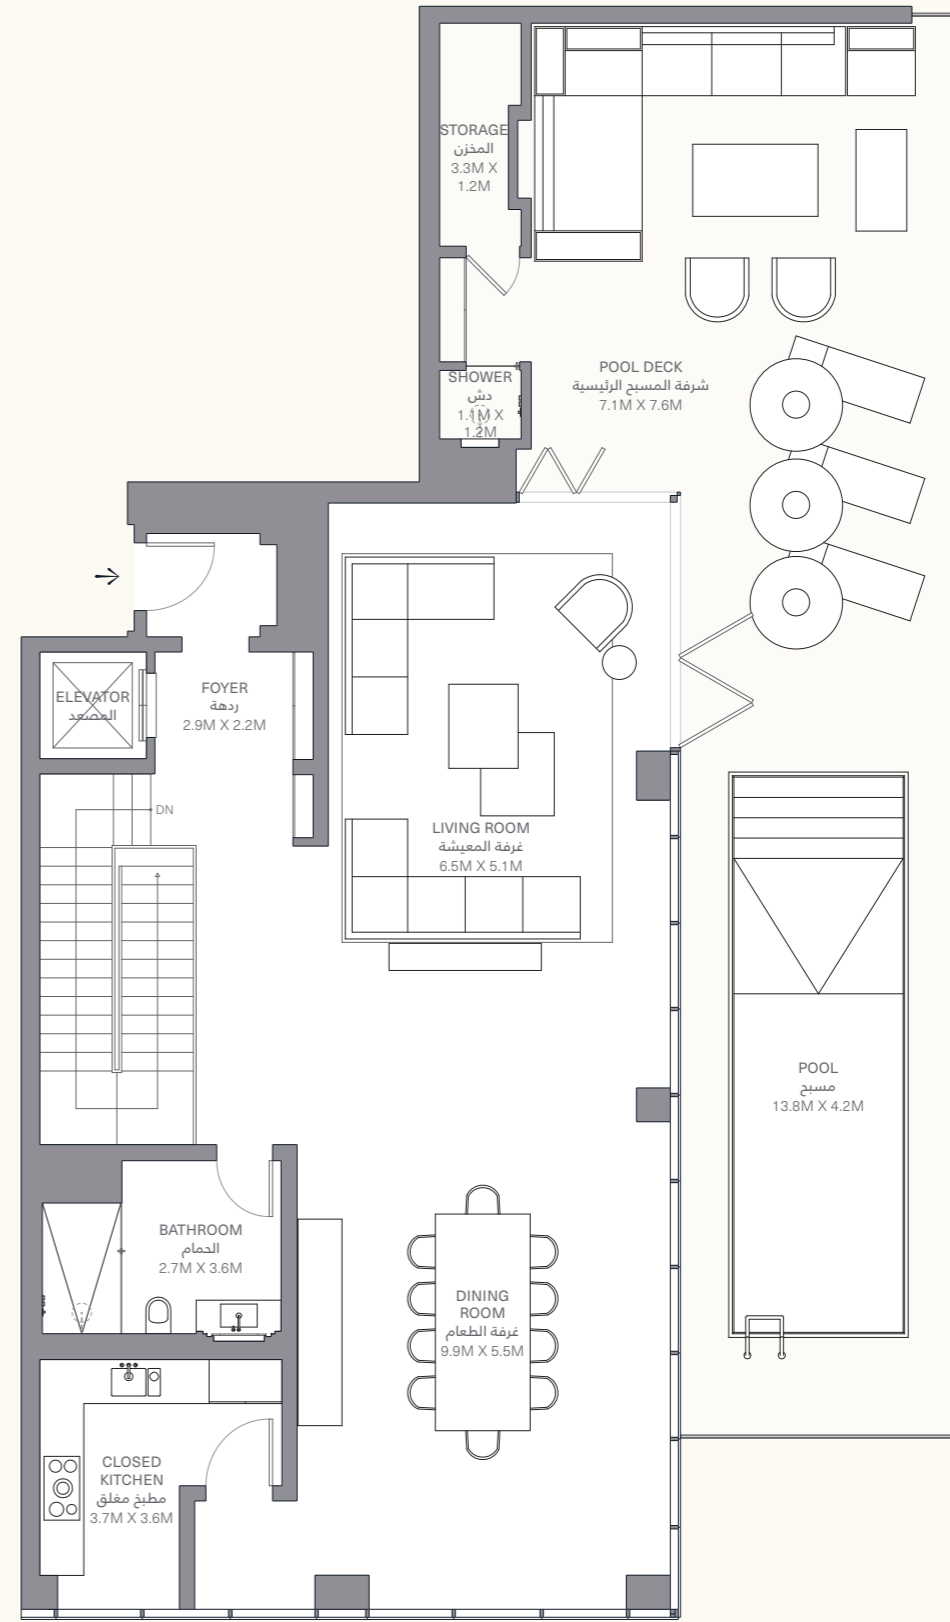 STORAGE
المخزن
3.3M X
1.2M
SHOWER
دش
1.1M X
1.2M
POOL DECK
شرفة المسبح الرئيسية
7.1M X 7.6M
ELEVATOR
المصعد
FOYER
ردهة
2.9M X 2.2M
DN
LIVING ROOM
غرفة المعيشة
6.5M X 5.1M
POOL
مسبح
13.8M X 4.2M
BATHROOM
الحمام
2.7M X 3.6M
DINING
ROOM
غرفة الطعام
9.9M X 5.5M
CLOSED
KITCHEN
مطبخ مغلق
3.7M X 3.6M